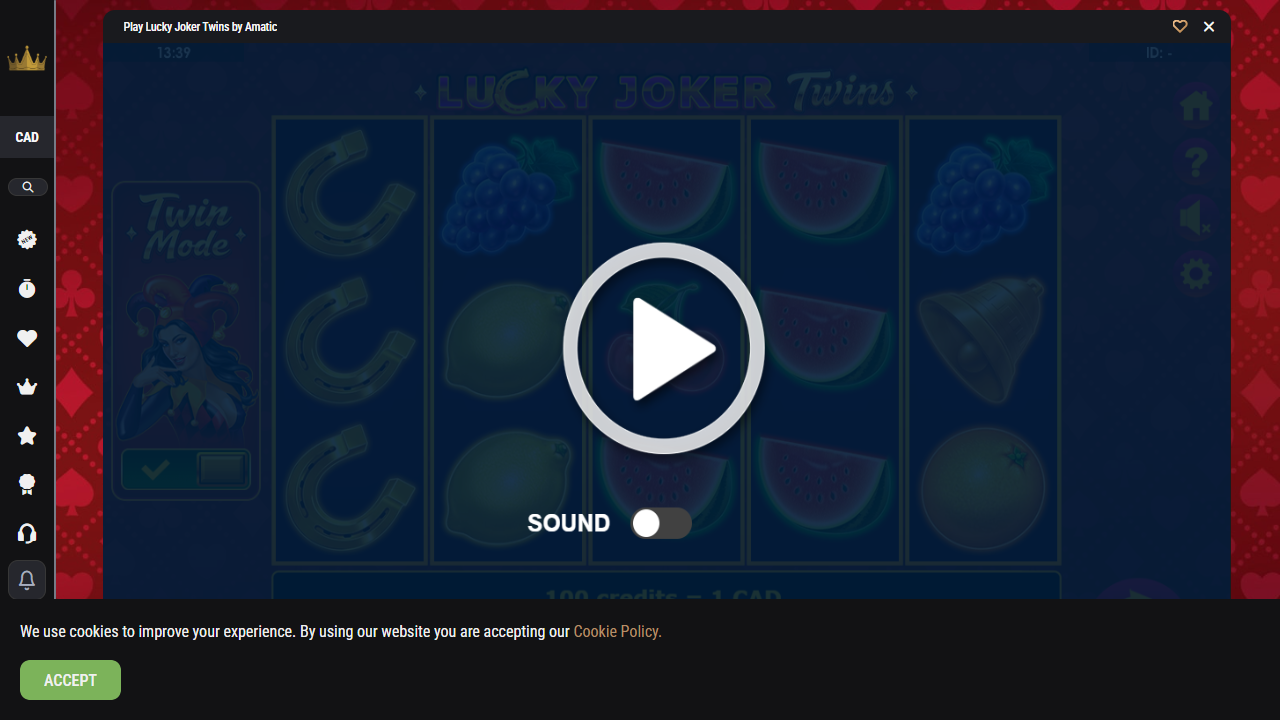 Play Lucky Joker Twins by Amatic
13:39
ID: -
LUCKY JOKER Twins
CAD
NEW
Twin
Mode
SOUND
100 credits = 1 CAD
We use cookies to improve your experience. By using our website you are accepting our Cookie Policy.
ACCEPT